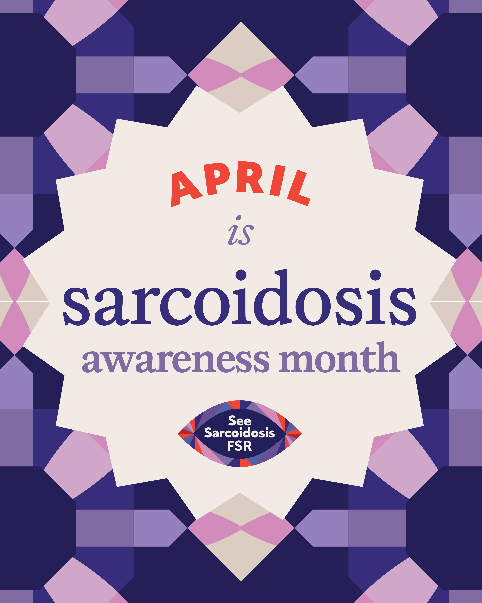 APRIL
is
sarcoidosis
awareness month
See
Sarcoidosis
FSR